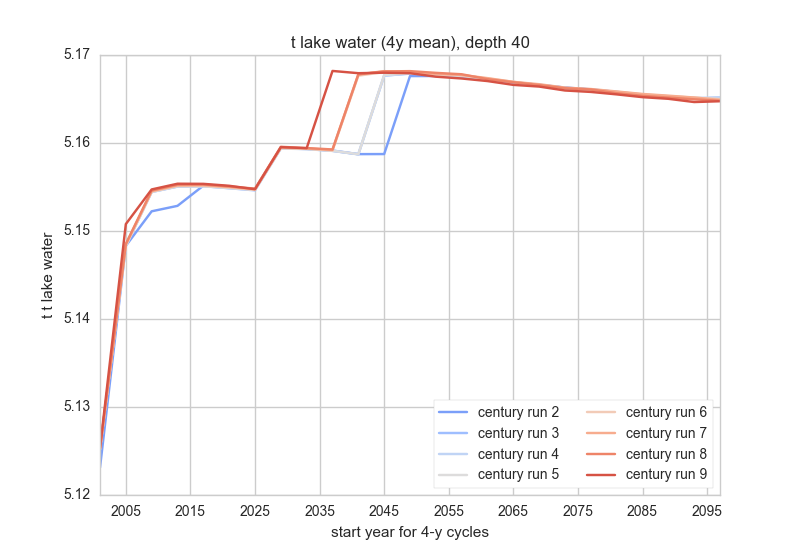 t lake water (4y mean), depth 40
5.17
5.16
5.15
5.14
5.13
5.12
t t lake water
2005 2015 2025 2035 2045 2055 2065 2075 2085 2095
start year for 4-y cycles
century run 2
century run 3
century run 4
century run 5
century run 6
century run 7
century run 8
century run 9